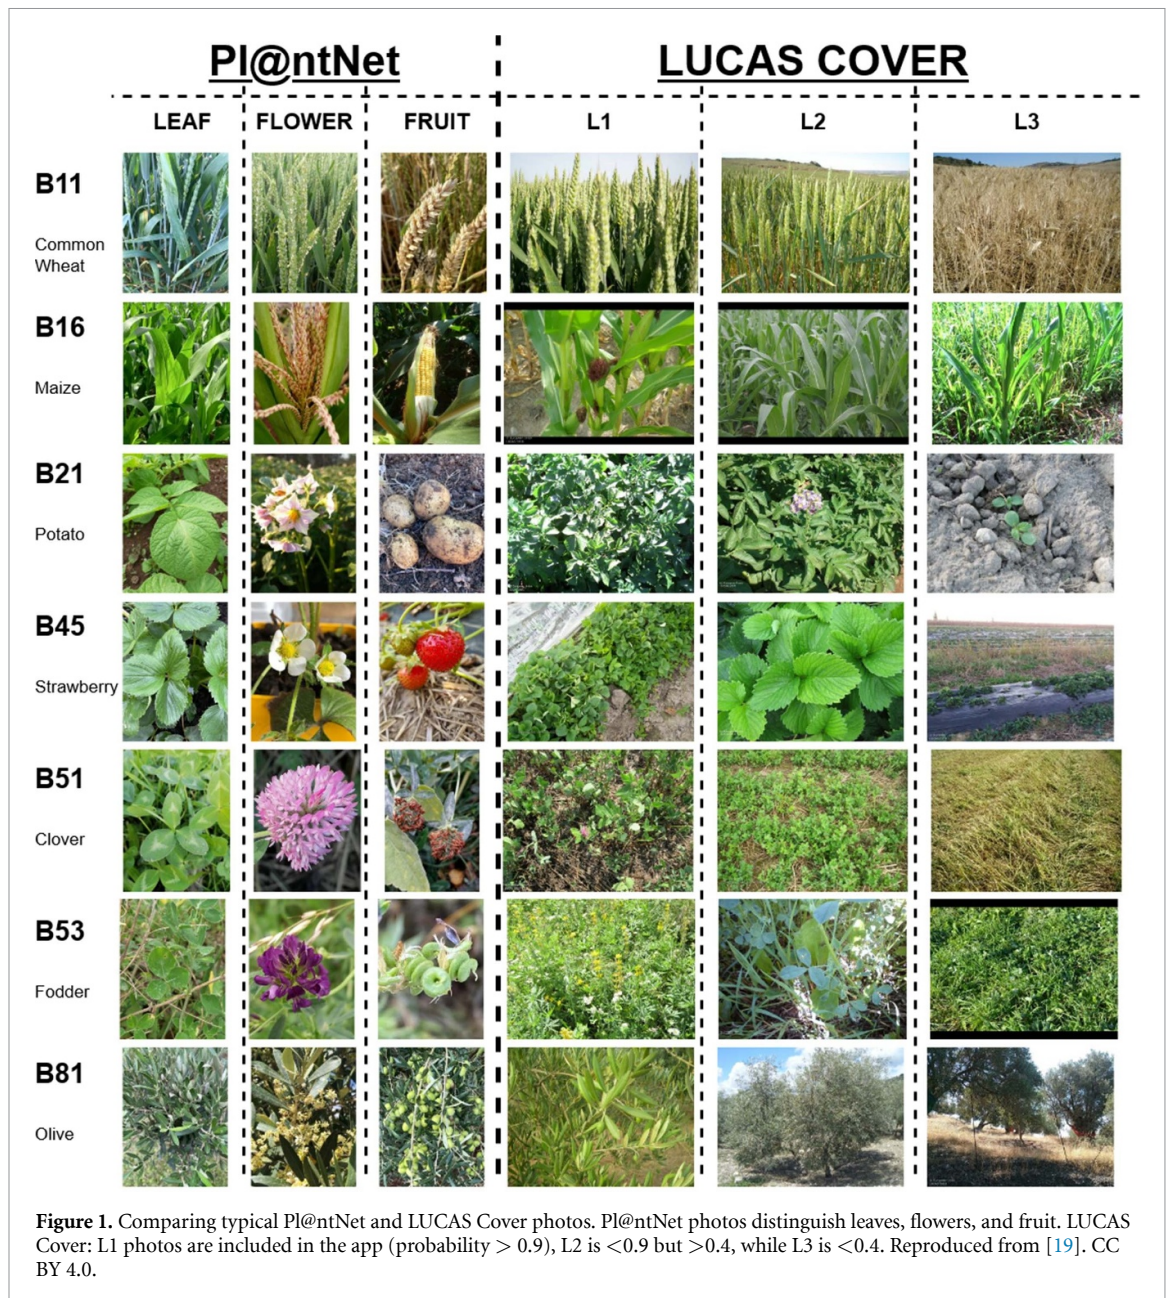 Pl@ntNet
LUCAS COVER
LEAF
FLOWER
FRUIT
L1
L2
L3
B11
Common
Wheat
B16
Maize
B21
Potato
B45
Strawberry
B51
Clover
B53
Fodder
B81
Olive
Figure 1. Comparing typical Pl@ntNet and LUCAS Cover photos. Pl@ntNet photos distinguish leaves, flowers, and fruit. LUCAS
Cover: L1 photos are included in the app (probability > 0.9), L2 is <0.9 but >0.4, while L3 is <0.4. Reproduced from [19]. CC
BY 4.0.